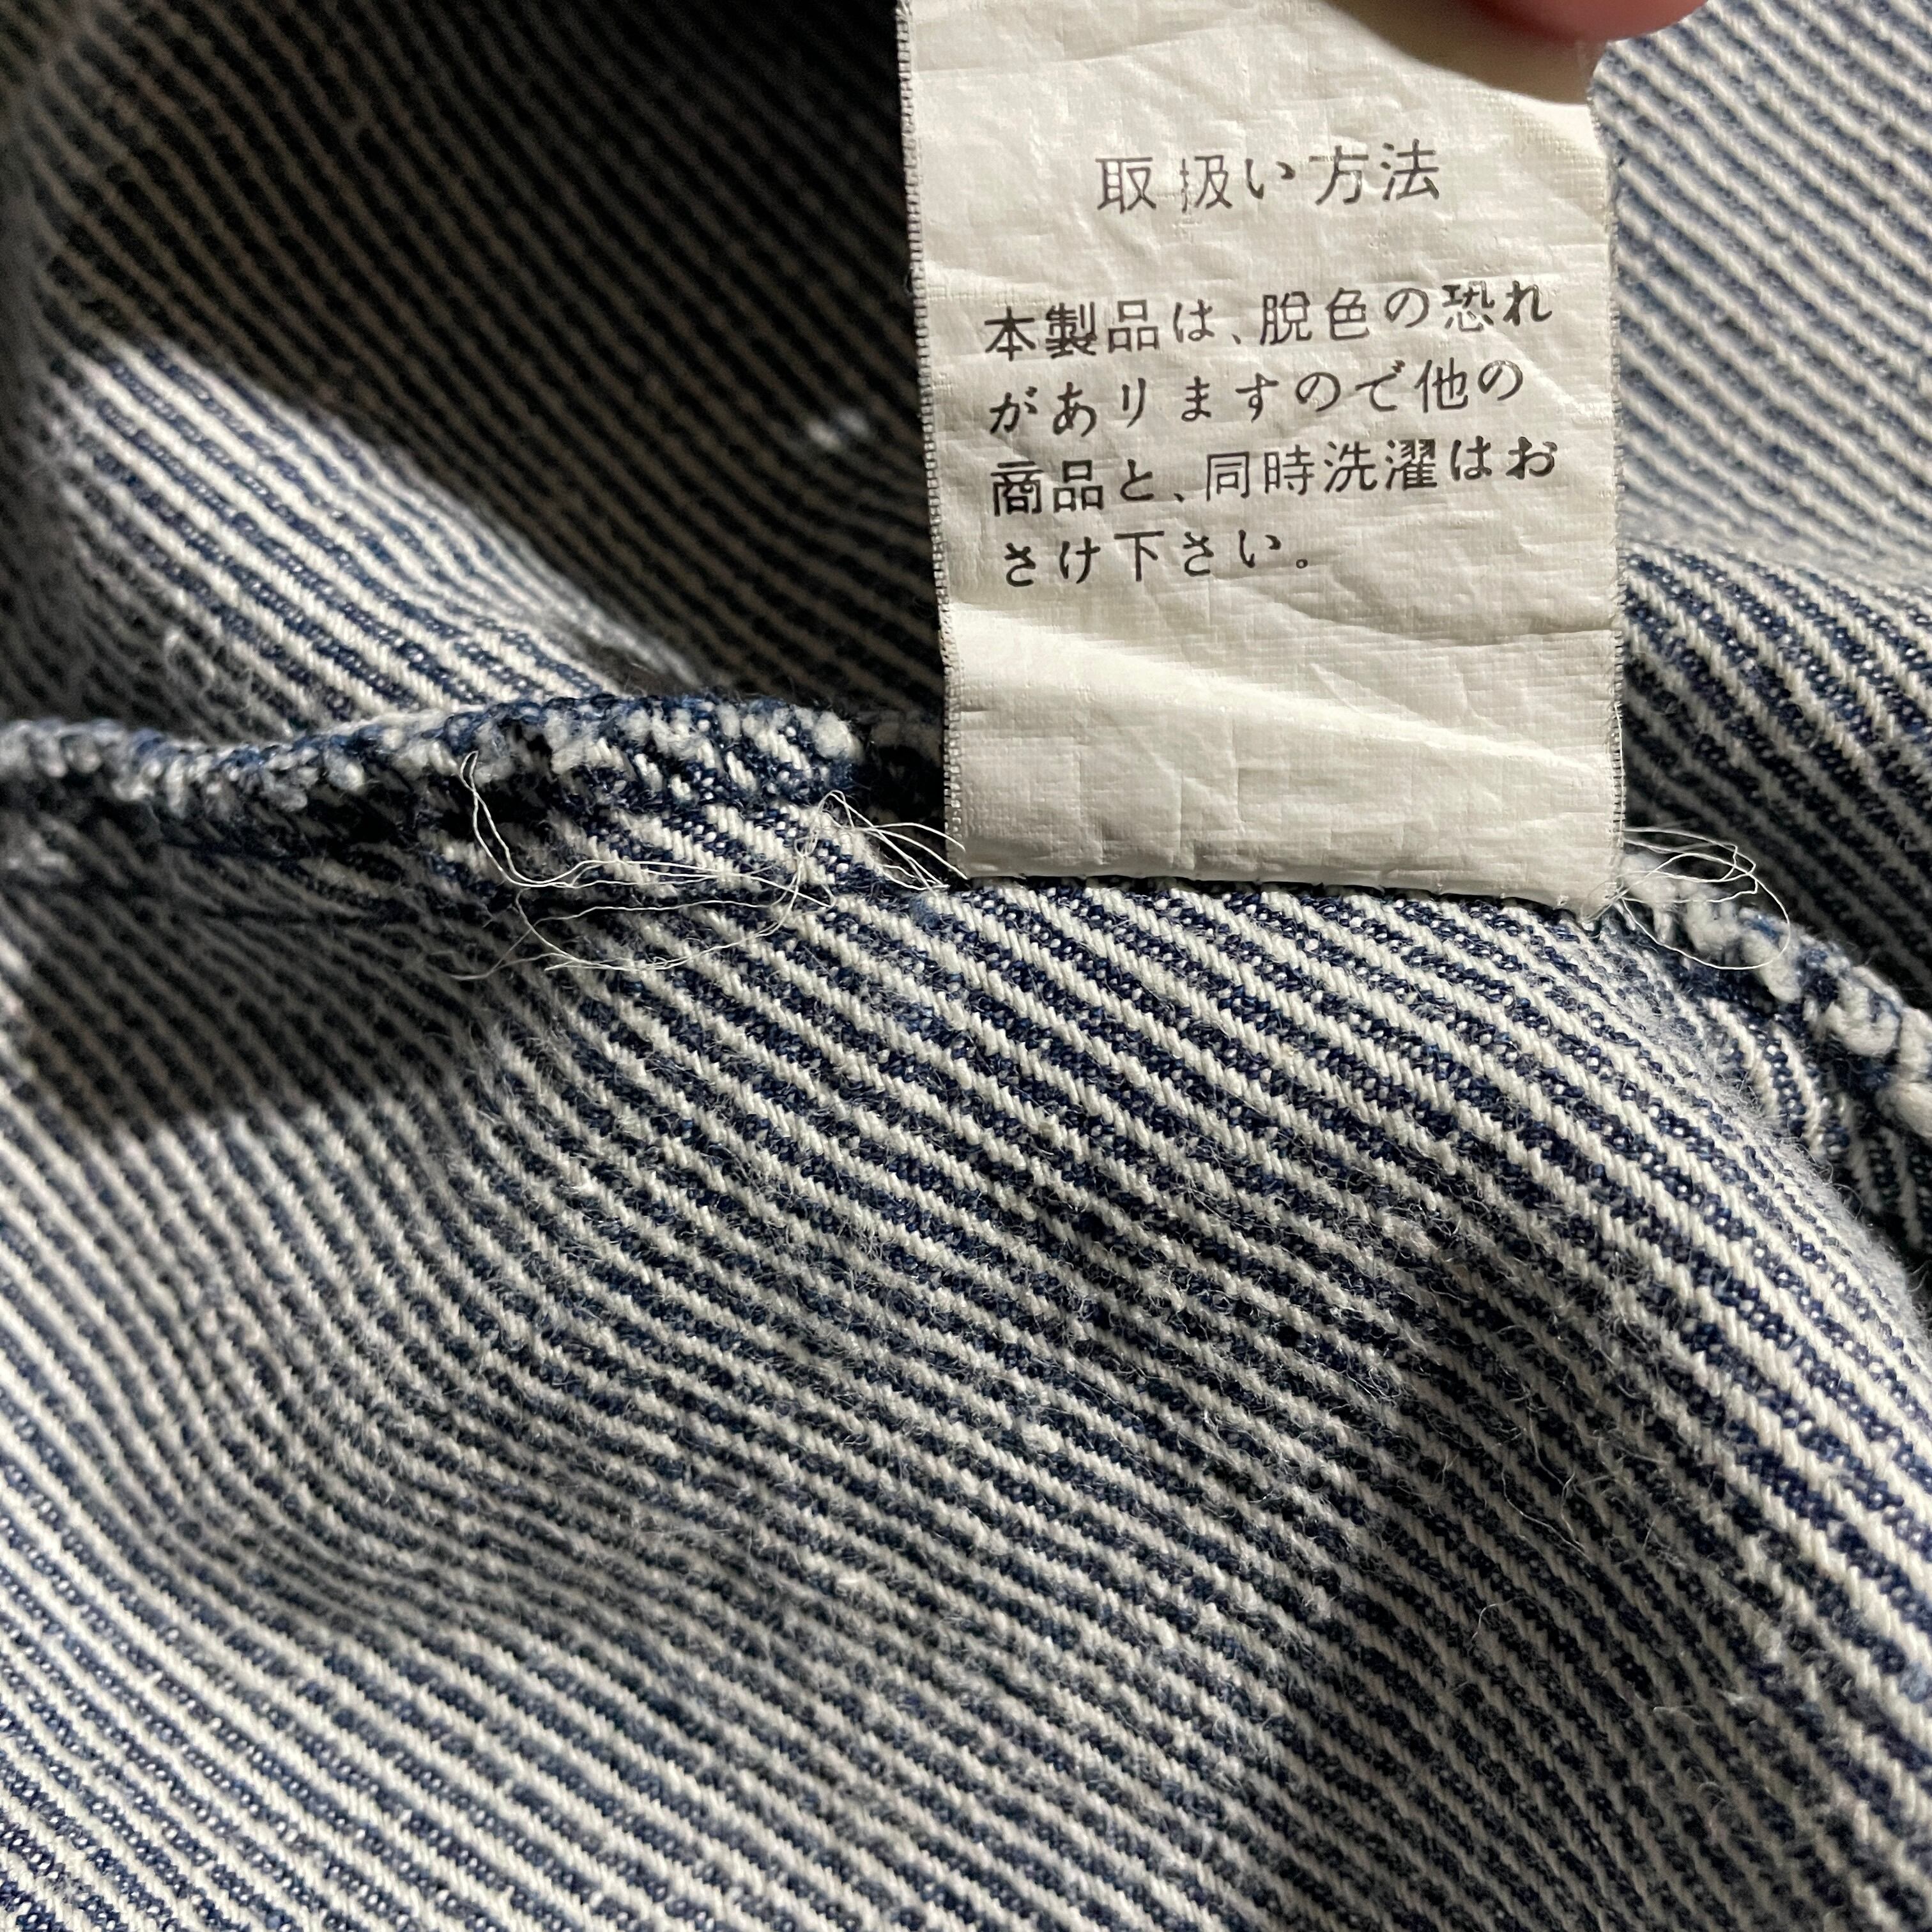 取扱い方法
本製品は、脱色の恐れ
がありますので他の
商品と、同時洗濯はお
さけ下さい。